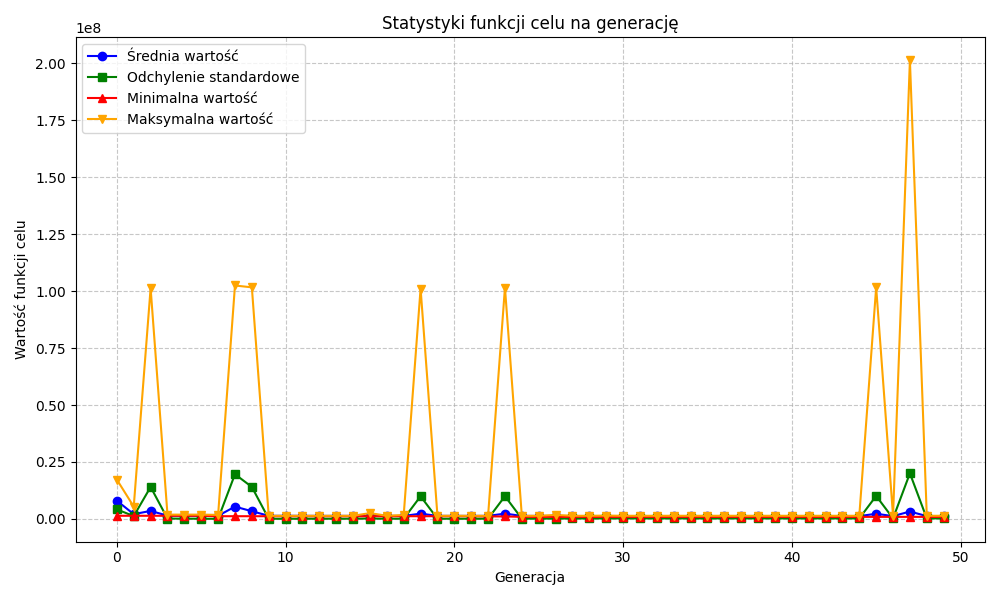 Statystyki funkcji celu na generację
1e8
Średnia wartość
Odchylenie standardowe
Minimalna wartość
Maksymalna wartość
2.00
1.75
1.50
1.25
1.00
0.75
0.50
0.25
0.00
Wartość funkcji celu
0 10 20 30 40 50
Generacja